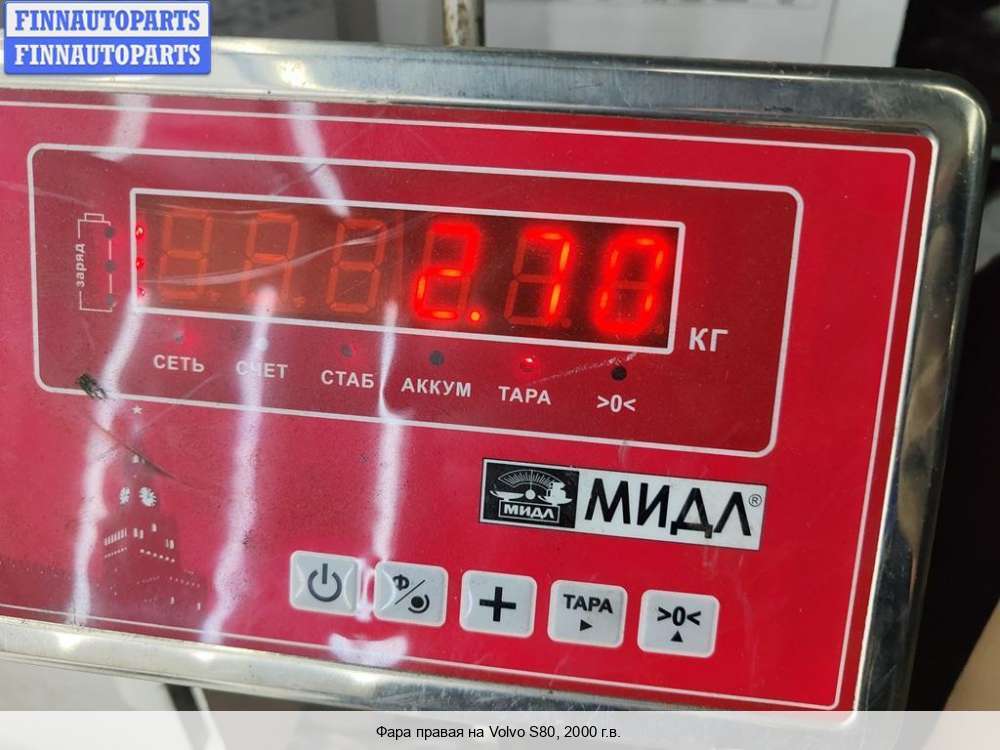 FINNAUTOPARTS
FINNAUTOPARTS
заряд
2.70
КГ
СЕТЬ СЧЕТ СТАБ АККУМ ТАРА >0<
МИДЛ МИДЛ®
Ф/ + ТАРА >0<
Фара правая на Volvo S80, 2000 г.в.